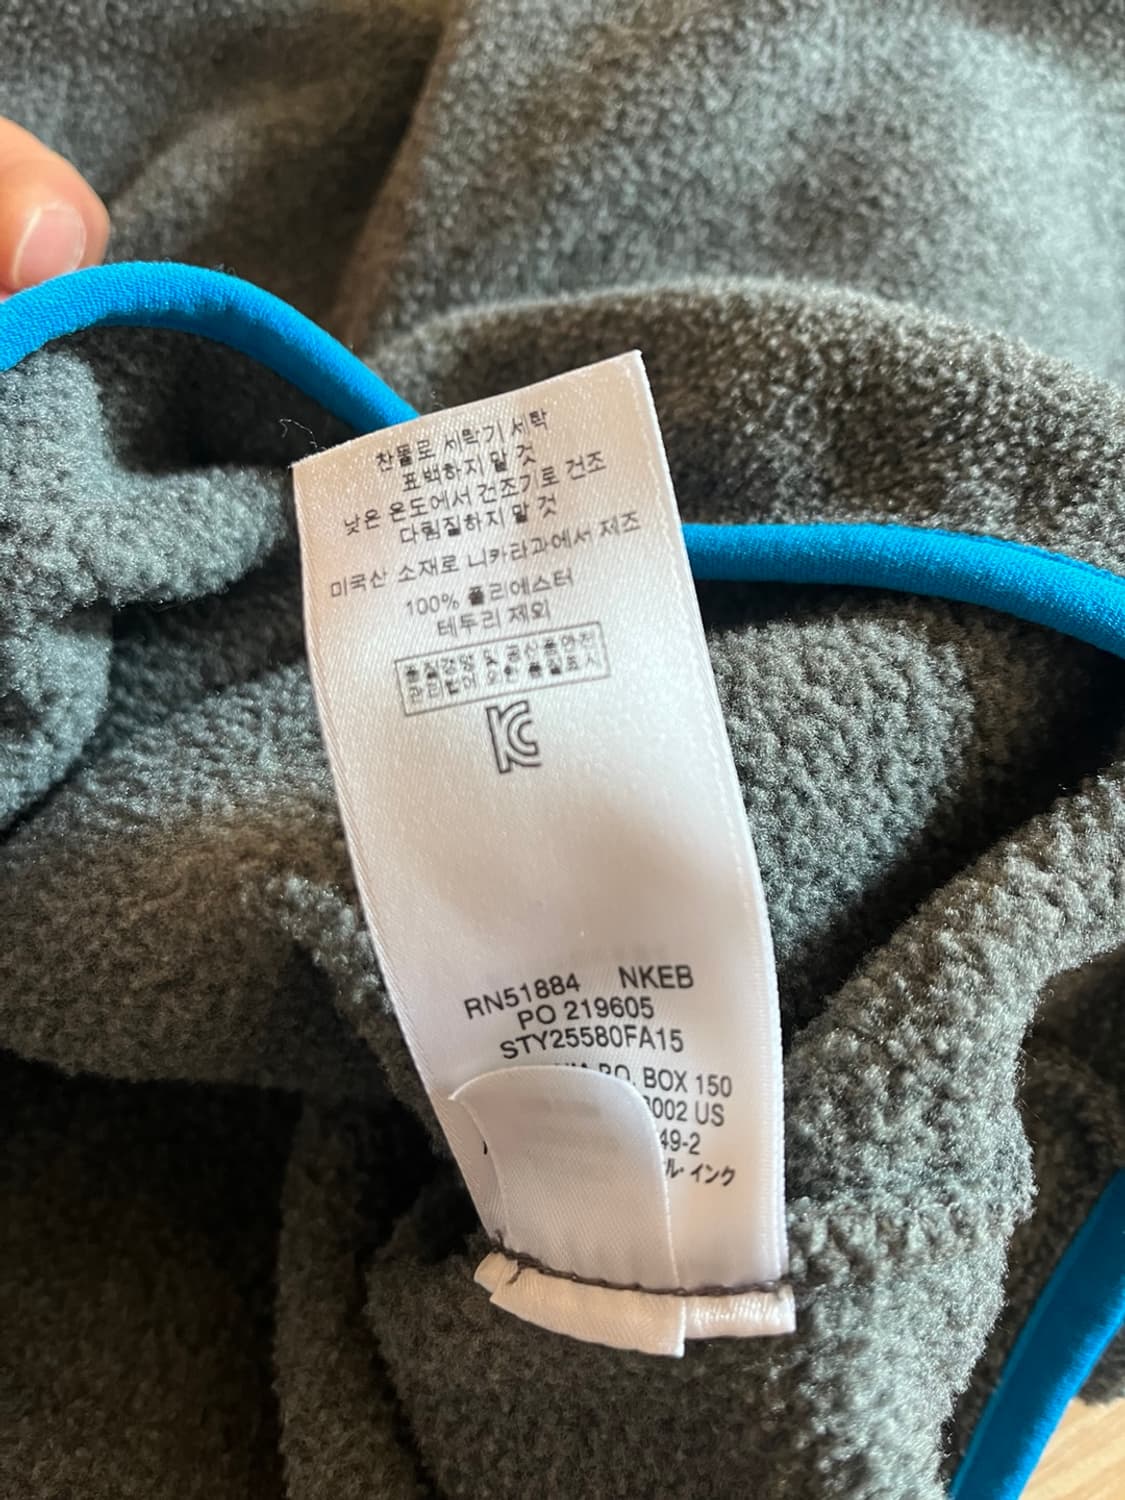 찬물로 세탁기 세탁
표백하지 말 것
낮은 온도에서 건조기로 건조
다림질하지 말 것
미국산 소재로 니카라과에서 제조
100% 폴리에스터
테두리 제외
품질경영 및 공산품안전
관리법에 의한 품질표시
KC
RN51884 NKEB
PO 219605
STY25580FA15
P.O. BOX 150
US
49-2
ル・インク